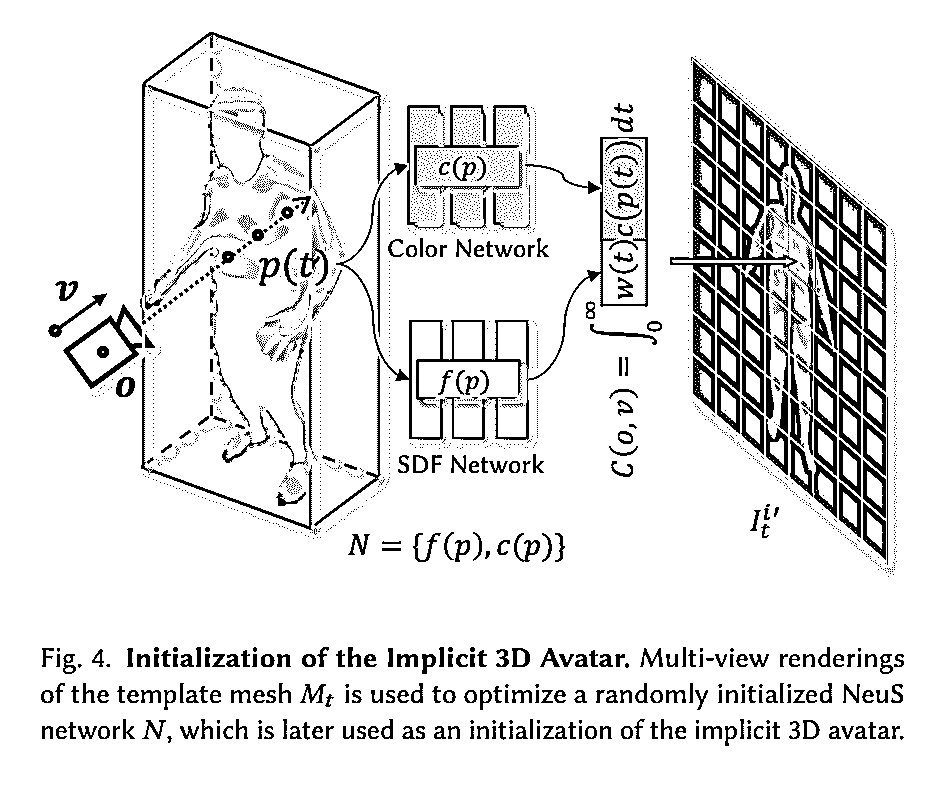 v
o
p(t)
c(p)
Color Network
f(p)
SDF Network
C(o, v) = ∫₀^∞ w(t)c(p(t))dt
I_t^{i′}
N = {f(p), c(p)}
Fig. 4. Initialization of the Implicit 3D Avatar. Multi-view renderings
of the template mesh M_t is used to optimize a randomly initialized NeuS
network N, which is later used as an initialization of the implicit 3D avatar.